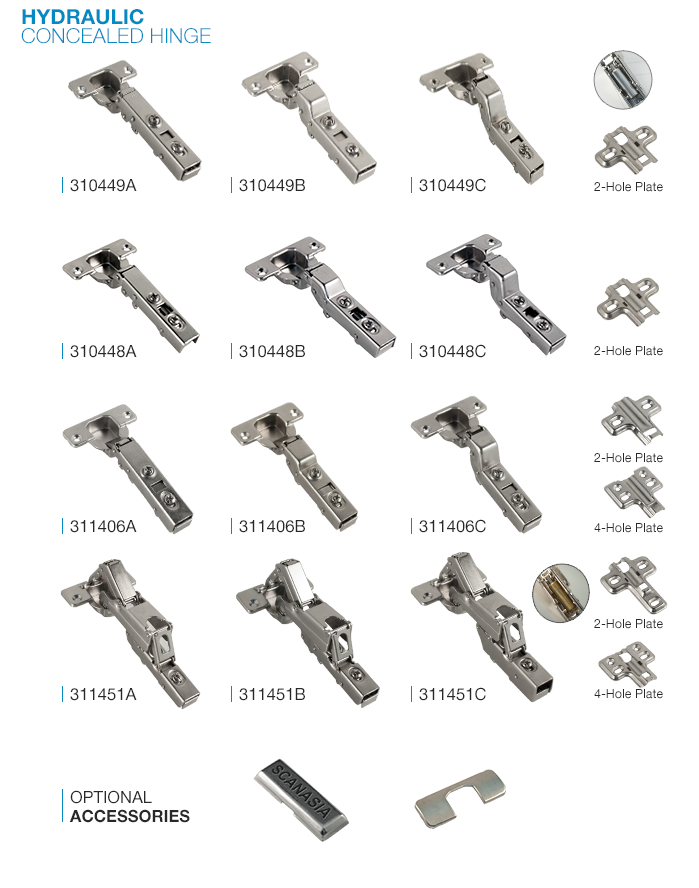 HYDRAULIC
CONCEALED HINGE
310449A
310449B
310449C
2-Hole Plate
310448A
310448B
310448C
2-Hole Plate
2-Hole Plate
311406A
311406B
311406C
4-Hole Plate
2-Hole Plate
311451A
311451B
311451C
4-Hole Plate
OPTIONAL
ACCESSORIES
SCANASIA